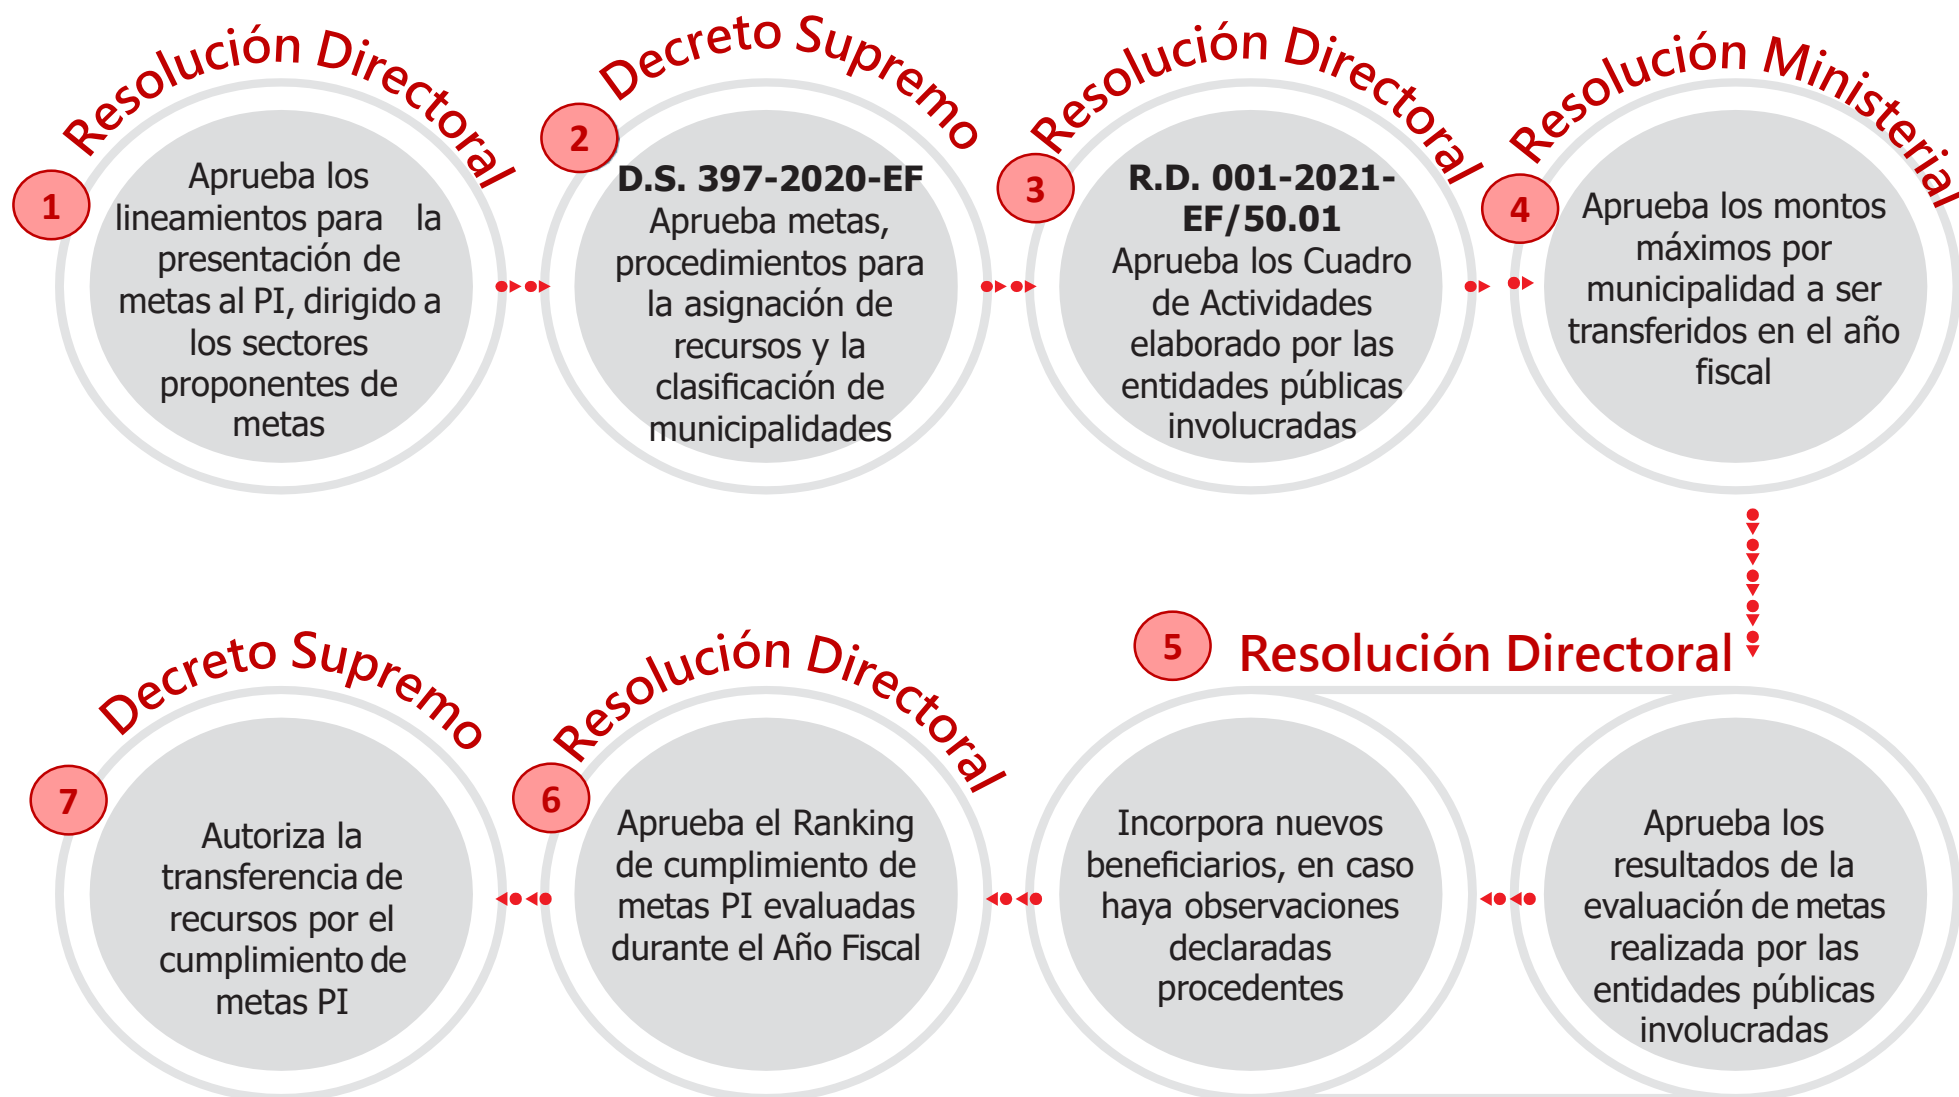 Resolución Directoral
1
Aprueba los
lineamientos para la
presentación de
metas al PI, dirigido a
los sectores
proponentes de
metas
Decreto Supremo
2
D.S. 397-2020-EF
Aprueba metas,
procedimientos para
la asignación de
recursos y la
clasificación de
municipalidades
Resolución Directoral
3
R.D. 001-2021-
EF/50.01
Aprueba los Cuadro
de Actividades
elaborado por las
entidades públicas
involucradas
Resolución Ministerial
4
Aprueba los montos
máximos por
municipalidad a ser
transferidos en el año
fiscal
5 Resolución Directoral
Aprueba los
resultados de la
evaluación de metas
realizada por las
entidades públicas
involucradas
Incorpora nuevos
beneficiarios, en caso
haya observaciones
declaradas
procedentes
Resolución Directoral
6
Aprueba el Ranking
de cumplimiento de
metas PI evaluadas
durante el Año Fiscal
Decreto Supremo
7
Autoriza la
transferencia de
recursos por el
cumplimiento de
metas PI